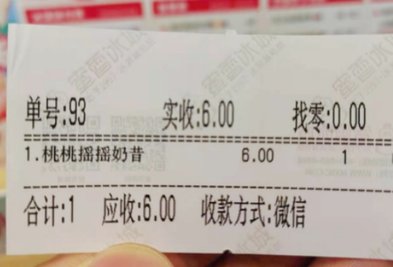 单号:93 实收:6.00 找零:0.00
1.桃桃摇摇奶昔 6.00 1
合计:1 应收:6.00 收款方式:微信